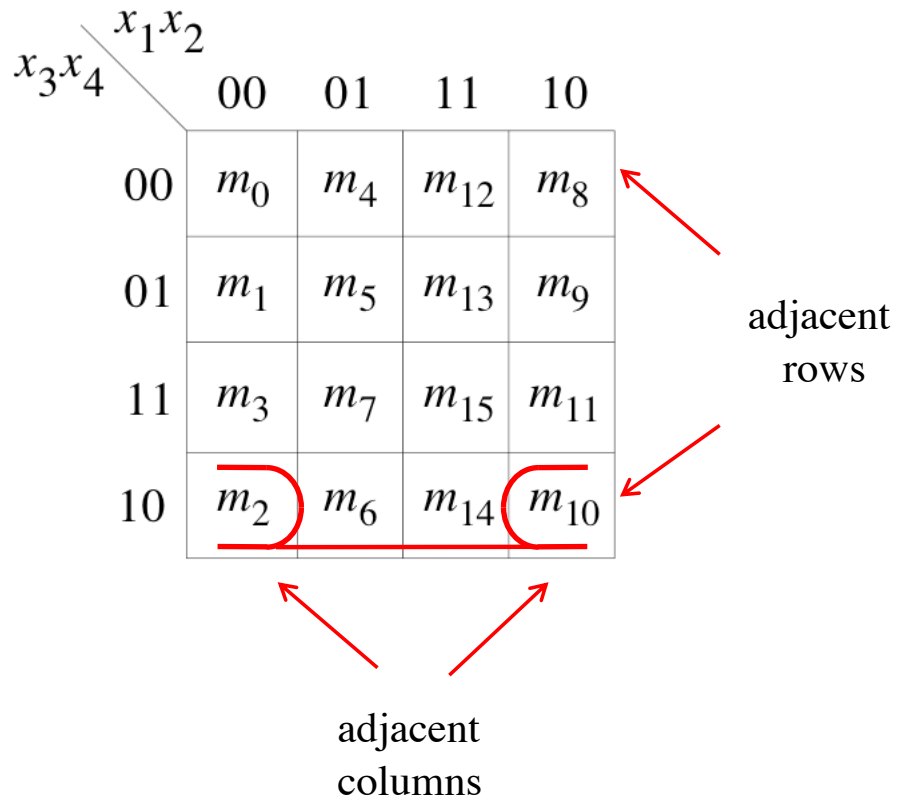 x₁x₂
x₃x₄
00 01 11 10
00 m₀ m₄ m₁₂ m₈
01 m₁ m₅ m₁₃ m₉
adjacent
rows
11 m₃ m₇ m₁₅ m₁₁
10 m₂ m₆ m₁₄ m₁₀
adjacent
columns